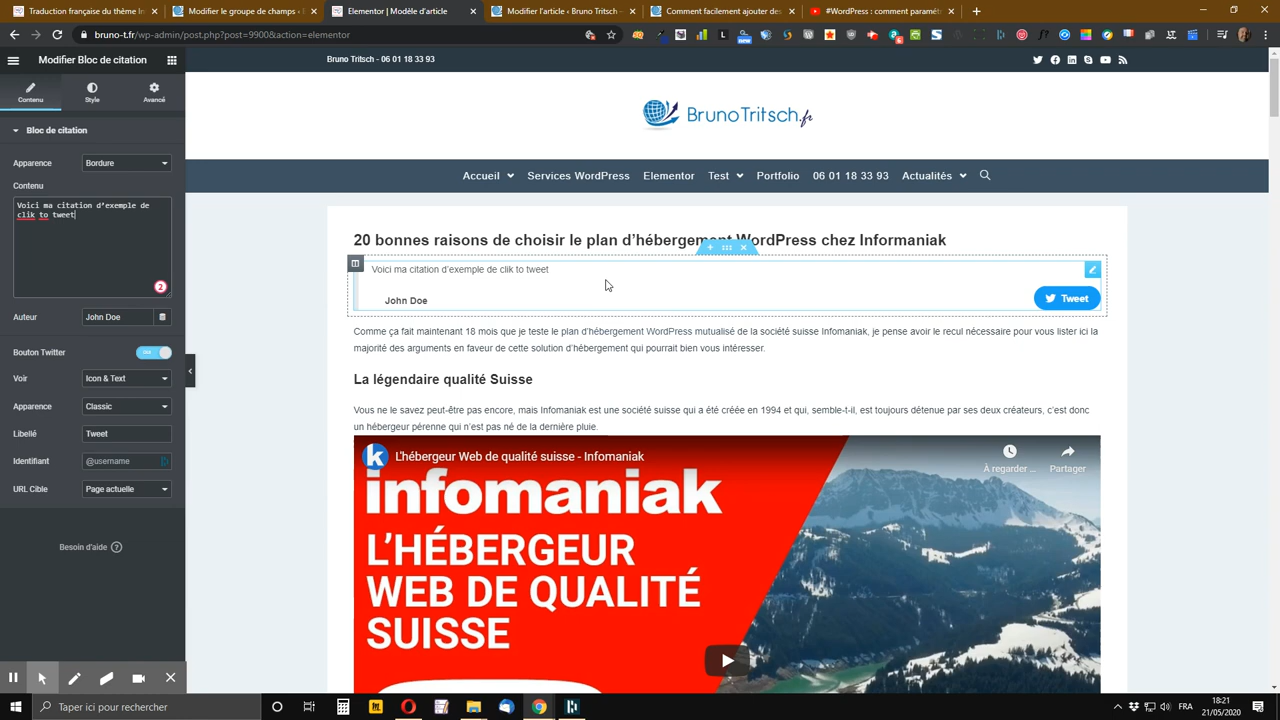 Modifier Article
Modifier le groupe de champs -
Modèle
#2071 - Modifier l'article
Comment facilement ajouter
#WordPress : comment
bruno-t.fr/wp-admin/post.php?post=9900&action=elementor
Modifier Bloc de citation
Bruno Tritsch - 06 01 18 33 93
Contenu
Style
Avancé
BrunoTritsch.fr
Bloc de citation
Accueil
Services WordPress
Elementor
Test
Portfolio
06 01 18 33 93
Actualités
Apparence
Bordure
Contenu
Voici ma citation d'exemple de
clik to tweet
2
Auteur
John Doe
Bouton Twitter
OUI
Voir
Icon & Text
Apparence
Classic
Libellé
Tweet
Identifiant
@username
URL Cible
Page actuelle
Besoin d'aide
20 bonnes raisons de choisir le plan d'hébergement WordPress chez Informaniak
Voici ma citation d'exemple de clik to tweet
John Doe
Tweet
Comme ça fait maintenant 18 mois que je teste le plan d'hébergement WordPress mutualisé de la société suisse Infomaniak, je pense avoir le recul nécessaire pour vous lister ici la
majorité des arguments en faveur de cette solution d'hébergement qui pourrait bien vous intéresser.
La légendaire qualité Suisse
Vous ne le savez peut-être pas encore, mais Infomaniak est une société suisse qui a été créée en 1994 et qui, semble-t-il, est toujours détenue par ses deux créateurs, c'est donc
un hébergeur pérenne qui n'est pas né de la dernière pluie.
k
L'hébergeur Web de qualité suisse - Infomaniak
À regarder ...
Partager
infomaniak
L'HÉBERGEUR
WEB DE QUALITÉ
SUISSE
Taper ici pour rechercher
FRA
18:21
21/05/2020